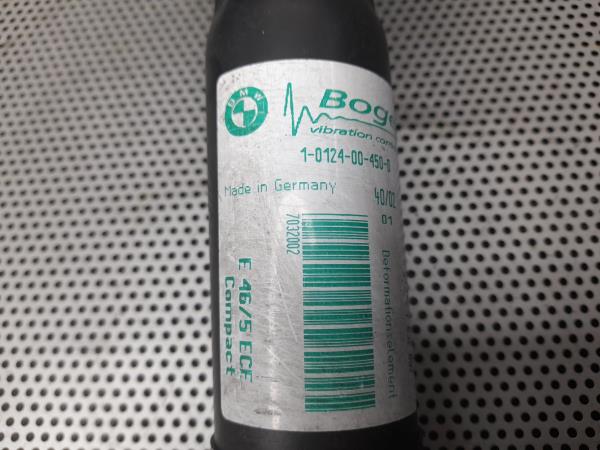 BMW
Boge
vibration con
1-0124-00-450-0
Made in Germany
40/02
01
7032002
Deformationselement
E 46/5 ECE
Compact